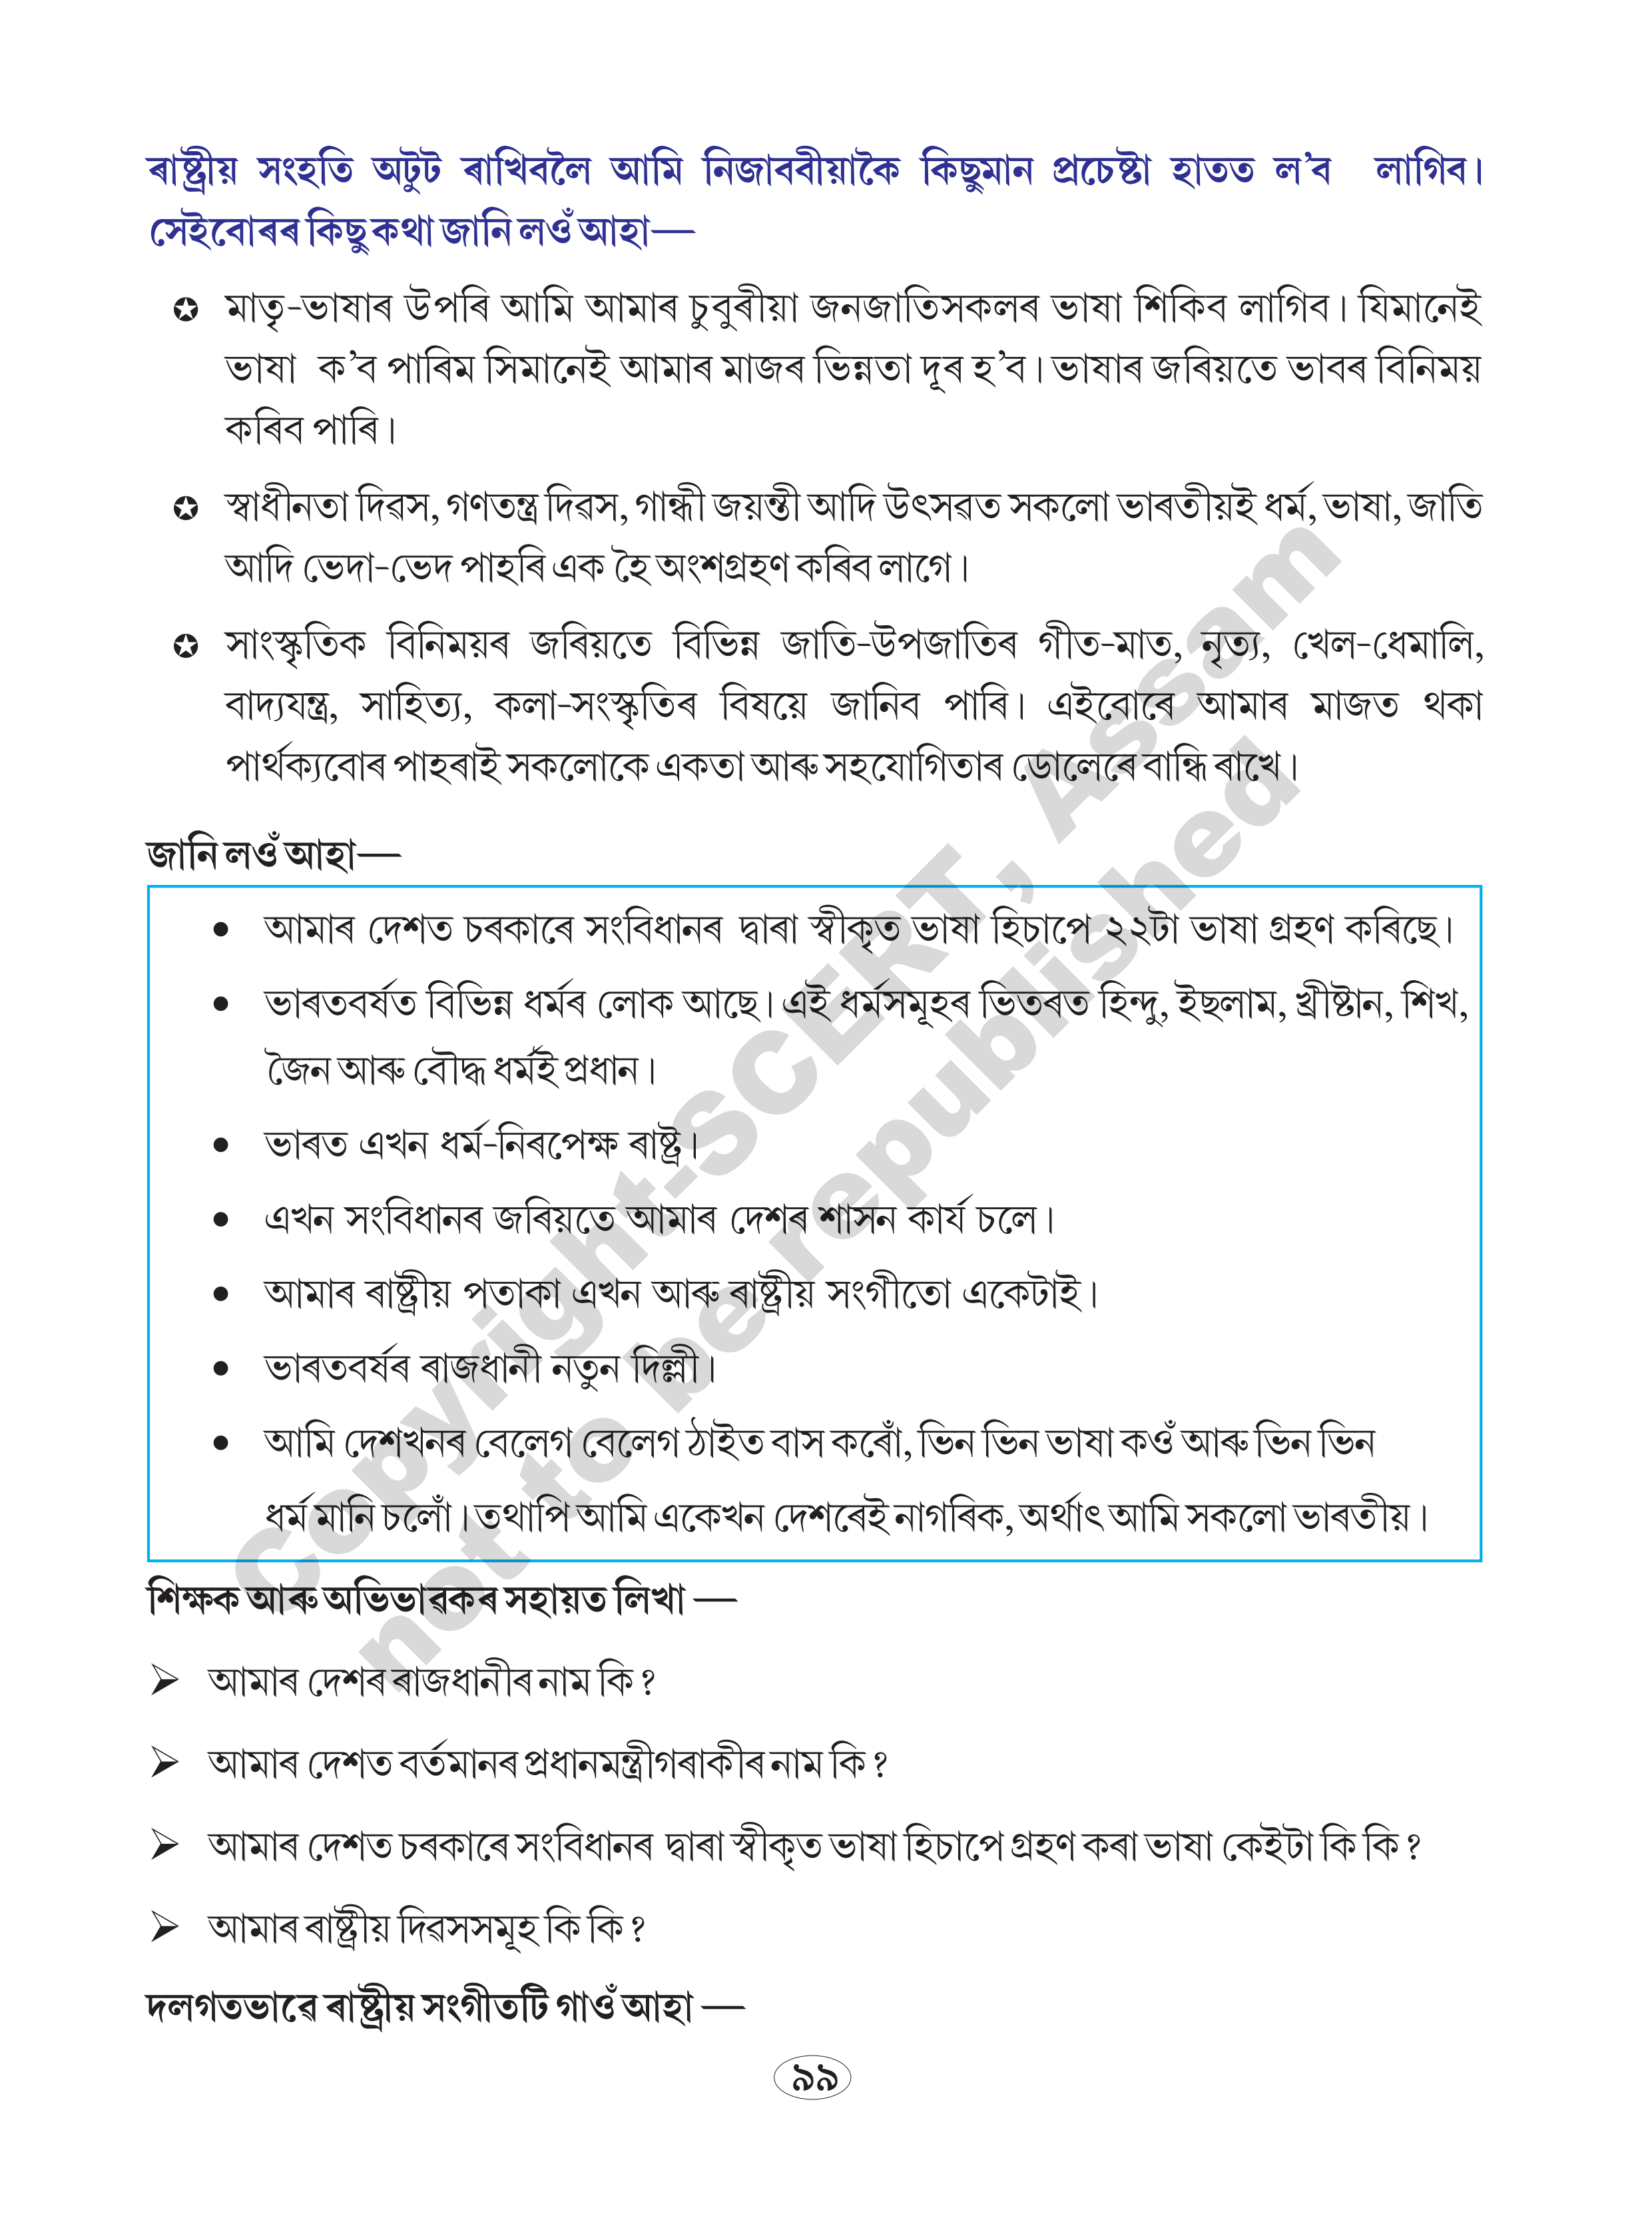 ৰাষ্ট্ৰীয় সংহতি অটুট ৰাখিবলৈ আমি নিজাববীয়াকৈ কিছুমান প্ৰচেষ্টা হাতত ল’ব লাগিব।
সেইবোৰৰ কিছু কথা জানি লওঁ আহা—
✪ মাতৃ-ভাষাৰ উপৰি আমি আমাৰ চুবুৰীয়া জনজাতিসকলৰ ভাষা শিকিব লাগিব। যিমানেই
ভাষা ক’ব পাৰিম সিমানেই আমাৰ মাজৰ ভিন্নতা দূৰ হ’ব। ভাষাৰ জৰিয়তে ভাবৰ বিনিময়
কৰিব পাৰি।
✪ স্বাধীনতা দিৱস, গণতন্ত্ৰ দিৱস, গান্ধী জয়ন্তী আদি উৎসৱত সকলো ভাৰতীয়ই ধৰ্ম, ভাষা, জাতি
আদি ভেদা-ভেদ পাহৰি এক হৈ অংশগ্ৰহণ কৰিব লাগে।
✪ সাংস্কৃতিক বিনিময়ৰ জৰিয়তে বিভিন্ন জাতি-উপজাতিৰ গীত-মাত, নৃত্য, খেল-ধেমালি,
বাদ্যযন্ত্ৰ, সাহিত্য, কলা-সংস্কৃতিৰ বিষয়ে জানিব পাৰি। এইবোৰে আমাৰ মাজত থকা
পাৰ্থক্যবোৰ পাহৰাই সকলোকে একতা আৰু সহযোগিতাৰ ডোলেৰে বান্ধি ৰাখে।
জানি লওঁ আহা—
• আমাৰ দেশত চৰকাৰে সংবিধানৰ দ্বাৰা স্বীকৃত ভাষা হিচাপে ২২টা ভাষা গ্ৰহণ কৰিছে।
• ভাৰতবৰ্ষত বিভিন্ন ধৰ্মৰ লোক আছে। এই ধৰ্মসমূহৰ ভিতৰত হিন্দু, ইছলাম, খ্ৰীষ্টান, শিখ,
জৈন আৰু বৌদ্ধ ধৰ্মই প্ৰধান।
• ভাৰত এখন ধৰ্ম-নিৰপেক্ষ ৰাষ্ট্ৰ।
• এখন সংবিধানৰ জৰিয়তে আমাৰ দেশৰ শাসন কাৰ্য চলে।
• আমাৰ ৰাষ্ট্ৰীয় পতাকা এখন আৰু ৰাষ্ট্ৰীয় সংগীতো একেটাই।
• ভাৰতবৰ্ষৰ ৰাজধানী নতুন দিল্লী।
• আমি দেশখনৰ বেলেগ বেলেগ ঠাইত বাস কৰোঁ, ভিন ভিন ভাষা কওঁ আৰু ভিন ভিন
ধৰ্ম মানি চলোঁ। তথাপি আমি একেখন দেশৰেই নাগৰিক, অৰ্থাৎ আমি সকলো ভাৰতীয়।
শিক্ষক আৰু অভিভাৱকৰ সহায়ত লিখা —
➢ আমাৰ দেশৰ ৰাজধানীৰ নাম কি ?
➢ আমাৰ দেশত বৰ্তমানৰ প্ৰধানমন্ত্ৰীগৰাকীৰ নাম কি ?
➢ আমাৰ দেশত চৰকাৰে সংবিধানৰ দ্বাৰা স্বীকৃত ভাষা হিচাপে গ্ৰহণ কৰা ভাষা কেইটা কি কি ?
➢ আমাৰ ৰাষ্ট্ৰীয় দিৱসসমূহ কি কি ?
দলগতভাৱে ৰাষ্ট্ৰীয় সংগীতটি গাওঁ আহা —
৯৯
Copyright-SCERT, Assam
not to be republished